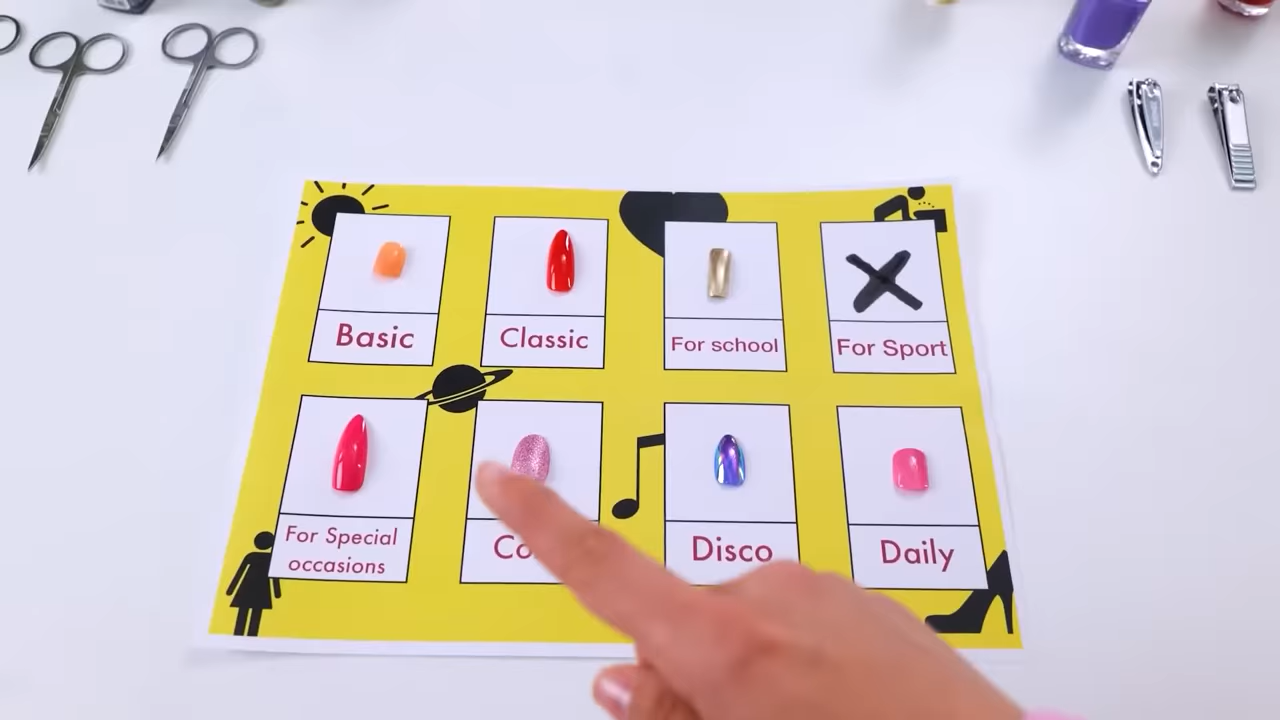 Basic
Classic
For school
For Sport
For Special
occasions
Disco
Daily